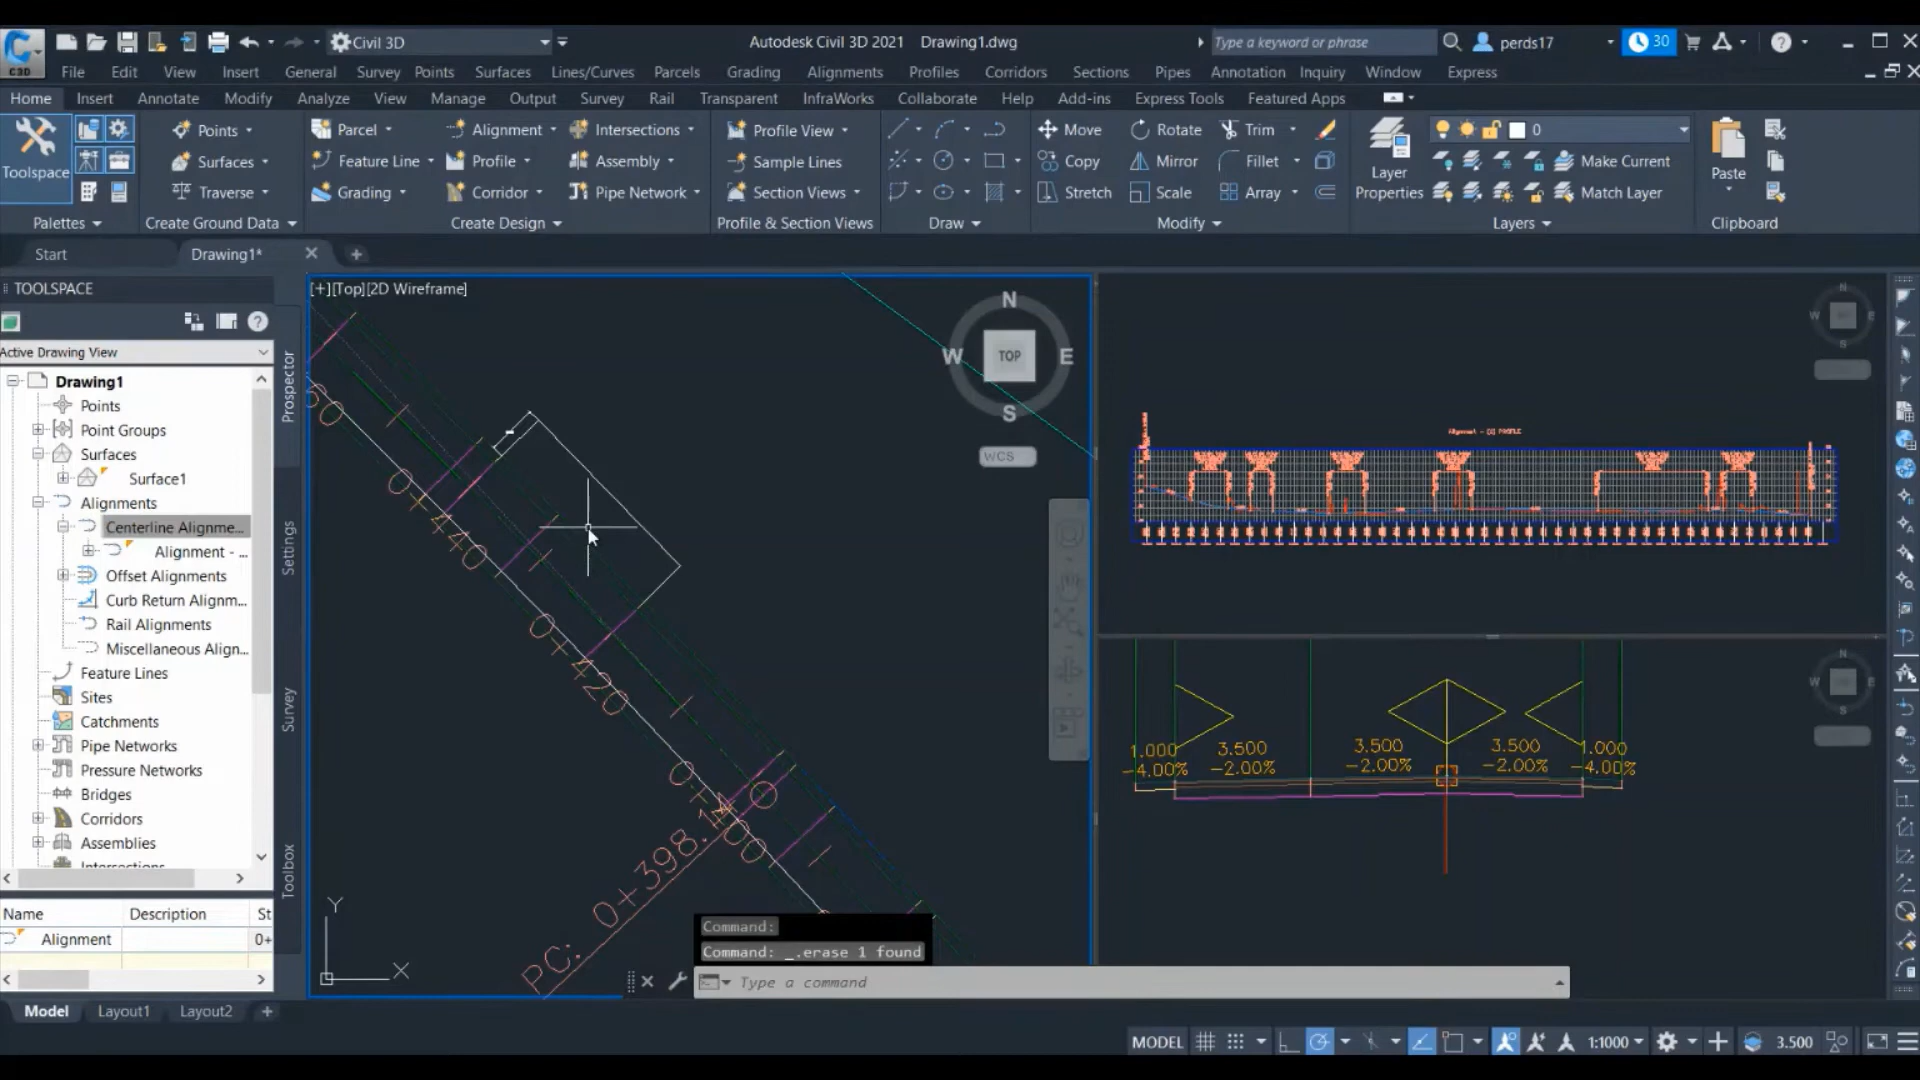 Civil 3D
Autodesk Civil 3D 2021 Drawing1.dwg
Type a keyword or phrase
perds17
30
C3D
File Edit View Insert General Survey Points Surfaces Lines/Curves Parcels Grading Alignments Profiles Corridors Sections Pipes Annotation Inquiry Window Express
Home Insert Annotate Modify Analyze View Manage Output Survey Rail Transparent InfraWorks Collaborate Help Add-ins Express Tools Featured Apps
Toolspace
Palettes
Points
Surfaces
Traverse
Create Ground Data
Parcel
Feature Line
Grading
Alignment
Profile
Corridor
Intersections
Assembly
Pipe Network
Create Design
Profile View
Sample Lines
Section Views
Profile & Section Views
Draw
Move Rotate Trim
Copy Mirror Fillet
Stretch Scale Array
Modify
Layer
Properties
0
Make Current
Match Layer
Layers
Paste
Clipboard
Start
Drawing1*
TOOLSPACE
Active Drawing View
Drawing1
Points
Point Groups
Surfaces
Surface1
Alignments
Centerline Alignme...
Alignment - ...
Offset Alignments
Curb Return Alignm...
Rail Alignments
Miscellaneous Align...
Feature Lines
Sites
Catchments
Pipe Networks
Pressure Networks
Bridges
Corridors
Assemblies
Intersections
Prospector
Settings
Survey
Toolbox
Name Description St
Alignment 0+
[+][Top][2D Wireframe]
N
W TOP E
S
WCS
0+440
0+420
0+400
PC: 0+398.1
Y
X
Command:
Command: _.erase 1 found
Type a command
1.000 3.500 3.500 3.500 1.000
-4.00% -2.00% -2.00% -2.00% -4.00%
Model Layout1 Layout2
MODEL
1:1000
3.500